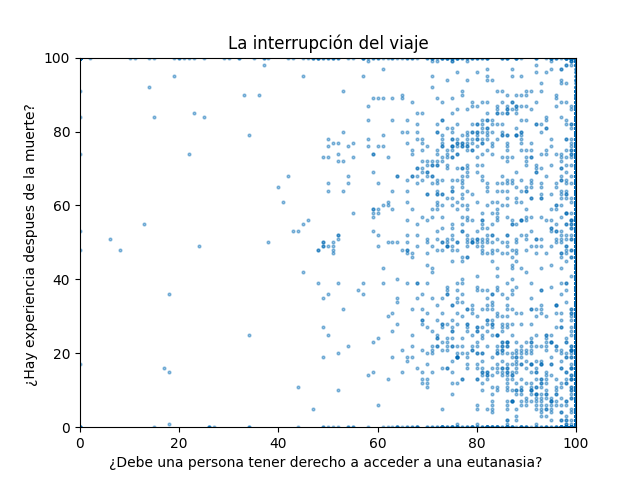 La interrupción del viaje
¿Hay experiencia despues de la muerte?
100
80
60
40
20
0
0 20 40 60 80 100
¿Debe una persona tener derecho a acceder a una eutanasia?